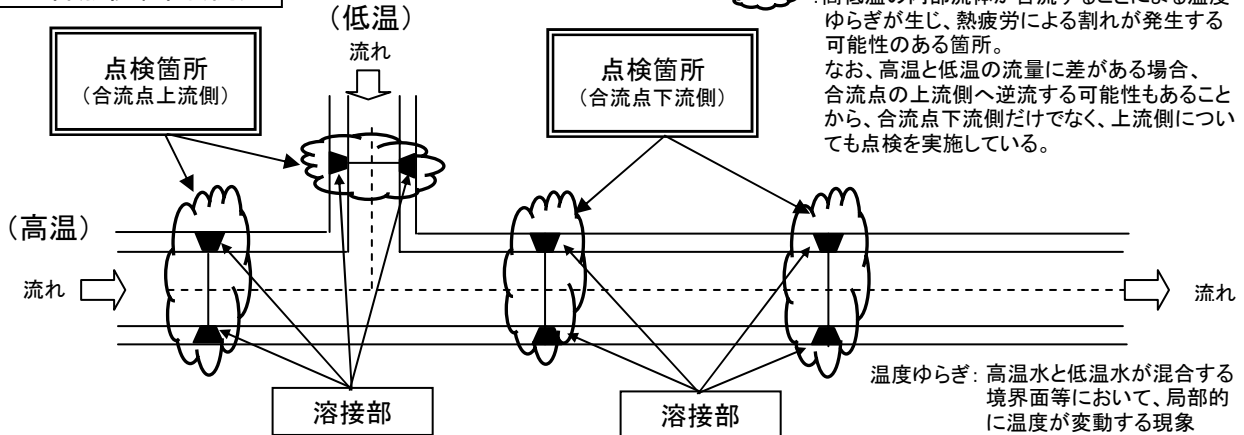 (低温)
流れ
点検箇所
(合流点上流側)
点検箇所
(合流点下流側)
ゆらぎが生じ、熱疲労による割れが発生する
可能性のある箇所。
なお、高温と低温の流量に差がある場合、
合流点の上流側へ逆流する可能性もあること
から、合流点下流側だけでなく、上流側につい
ても点検を実施している。
(高温)
流れ
流れ
溶接部
溶接部
温度ゆらぎ: 高温水と低温水が混合する
境界面等において、局部的
に温度が変動する現象